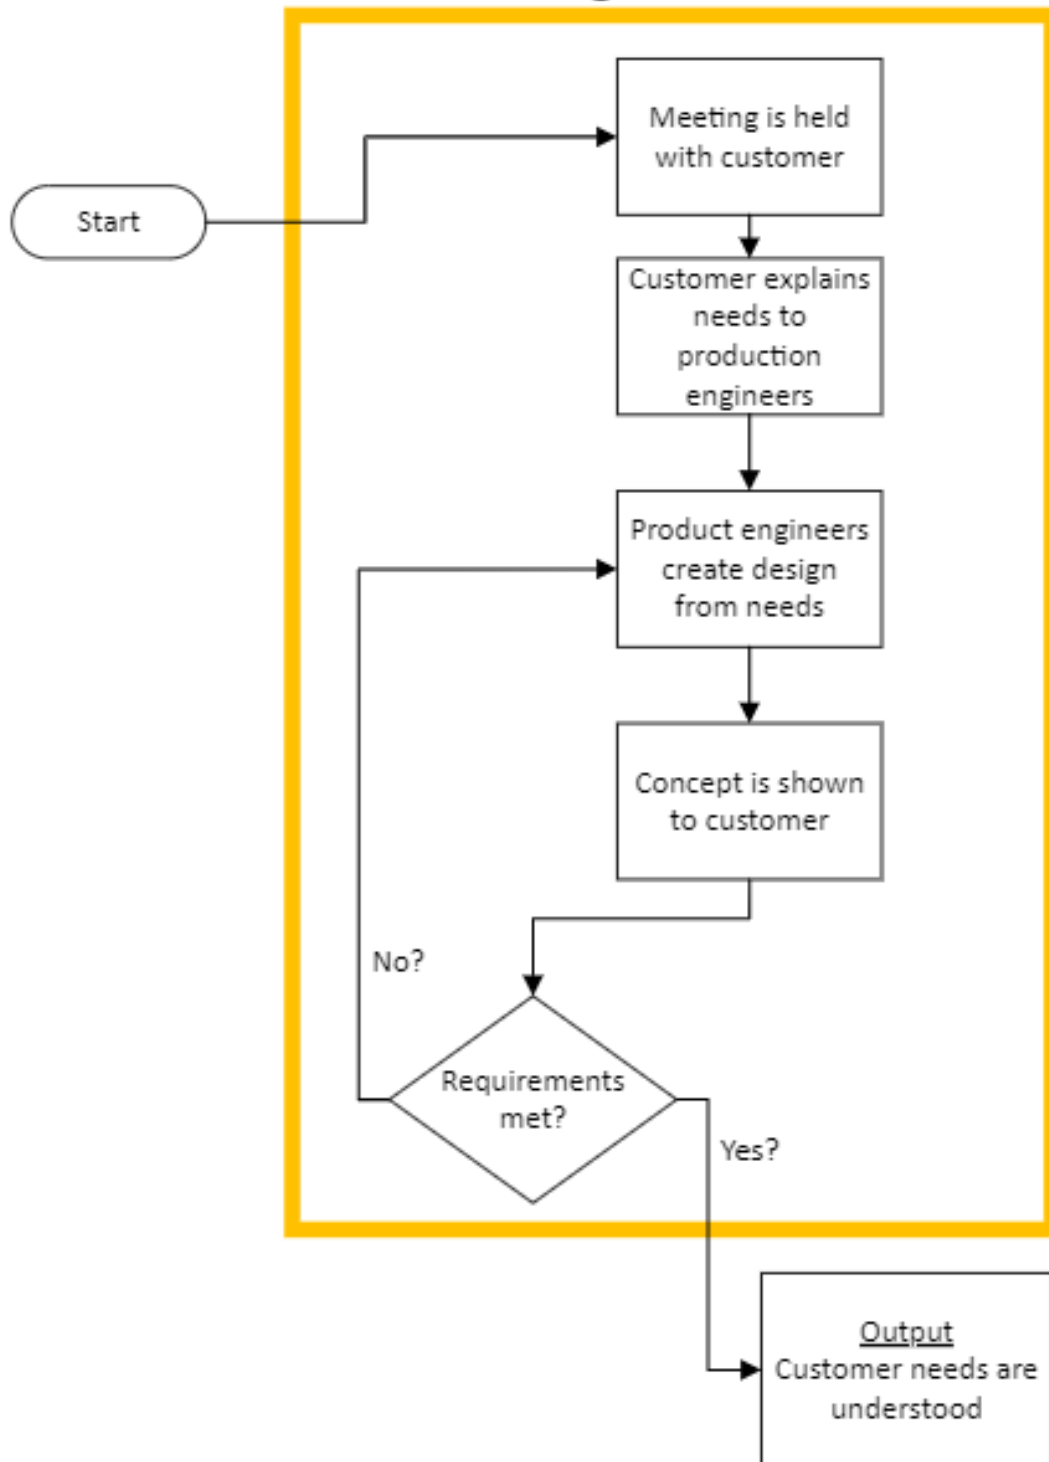 Start
Meeting is held
with customer
Customer explains
needs to
production
engineers
Product engineers
create design
from needs
Concept is shown
to customer
No?
Requirements
met?
Yes?
Output
Customer needs are
understood